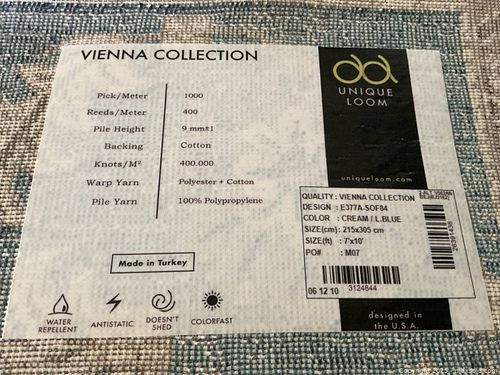 VIENNA COLLECTION
Pick/Meter 1000
Reeds/Meter 400
Pile Height 9 mm±1
Backing Cotton
Knots/M² 400.000
Warp Yarn Polyester + Cotton
Pile Yarn 100% Polypropylene
Made in Turkey
WATER REPELLENT
ANTISTATIC
DOESN'T SHED
COLORFAST
UNIQUE
LOOM
uniqueloom.com
QUALITY : VIENNA COLLECTION
DESIGN : E377A-SOF84
COLOR : CREAM / L.BLUE
SIZE(cm) : 215x305 cm
SIZE(ft) : 7'x10'
PO# : M07
06 12 10 3124844
20391438
designed in
the U.S.A.